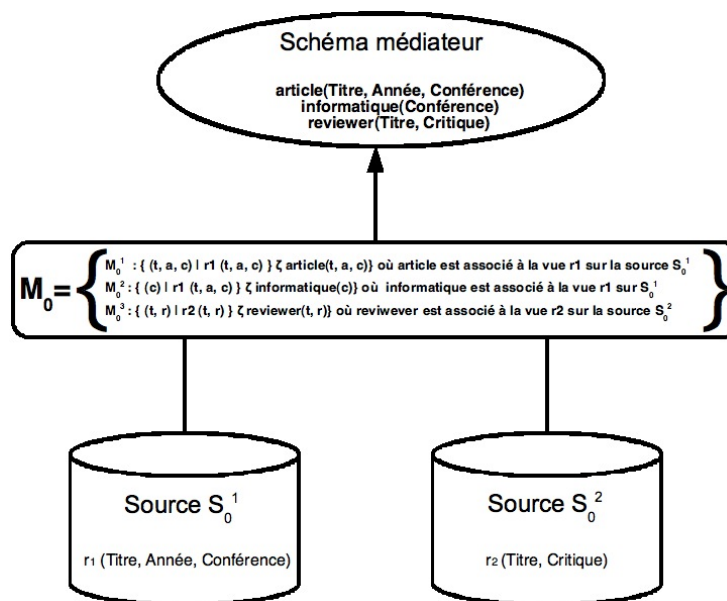 Schéma médiateur
article(Titre, Année, Conférence)
informatique(Conférence)
reviewer(Titre, Critique)
M₀= {
M₀¹ : { (t, a, c) | r1 (t, a, c) } ζ article(t, a, c)} où article est associé à la vue r1 sur la source S₀¹
M₀² : { (c) | r1 (t, a, c) } ζ informatique(c)} où informatique est associé à la vue r1 sur S₀¹
M₀³ : { (t, r) | r2 (t, r) } ζ reviewer(t, r)} où reviwever est associé à la vue r2 sur la source S₀²
}
Source S₀¹
r₁ (Titre, Année, Conférence)
Source S₀²
r₂ (Titre, Critique)